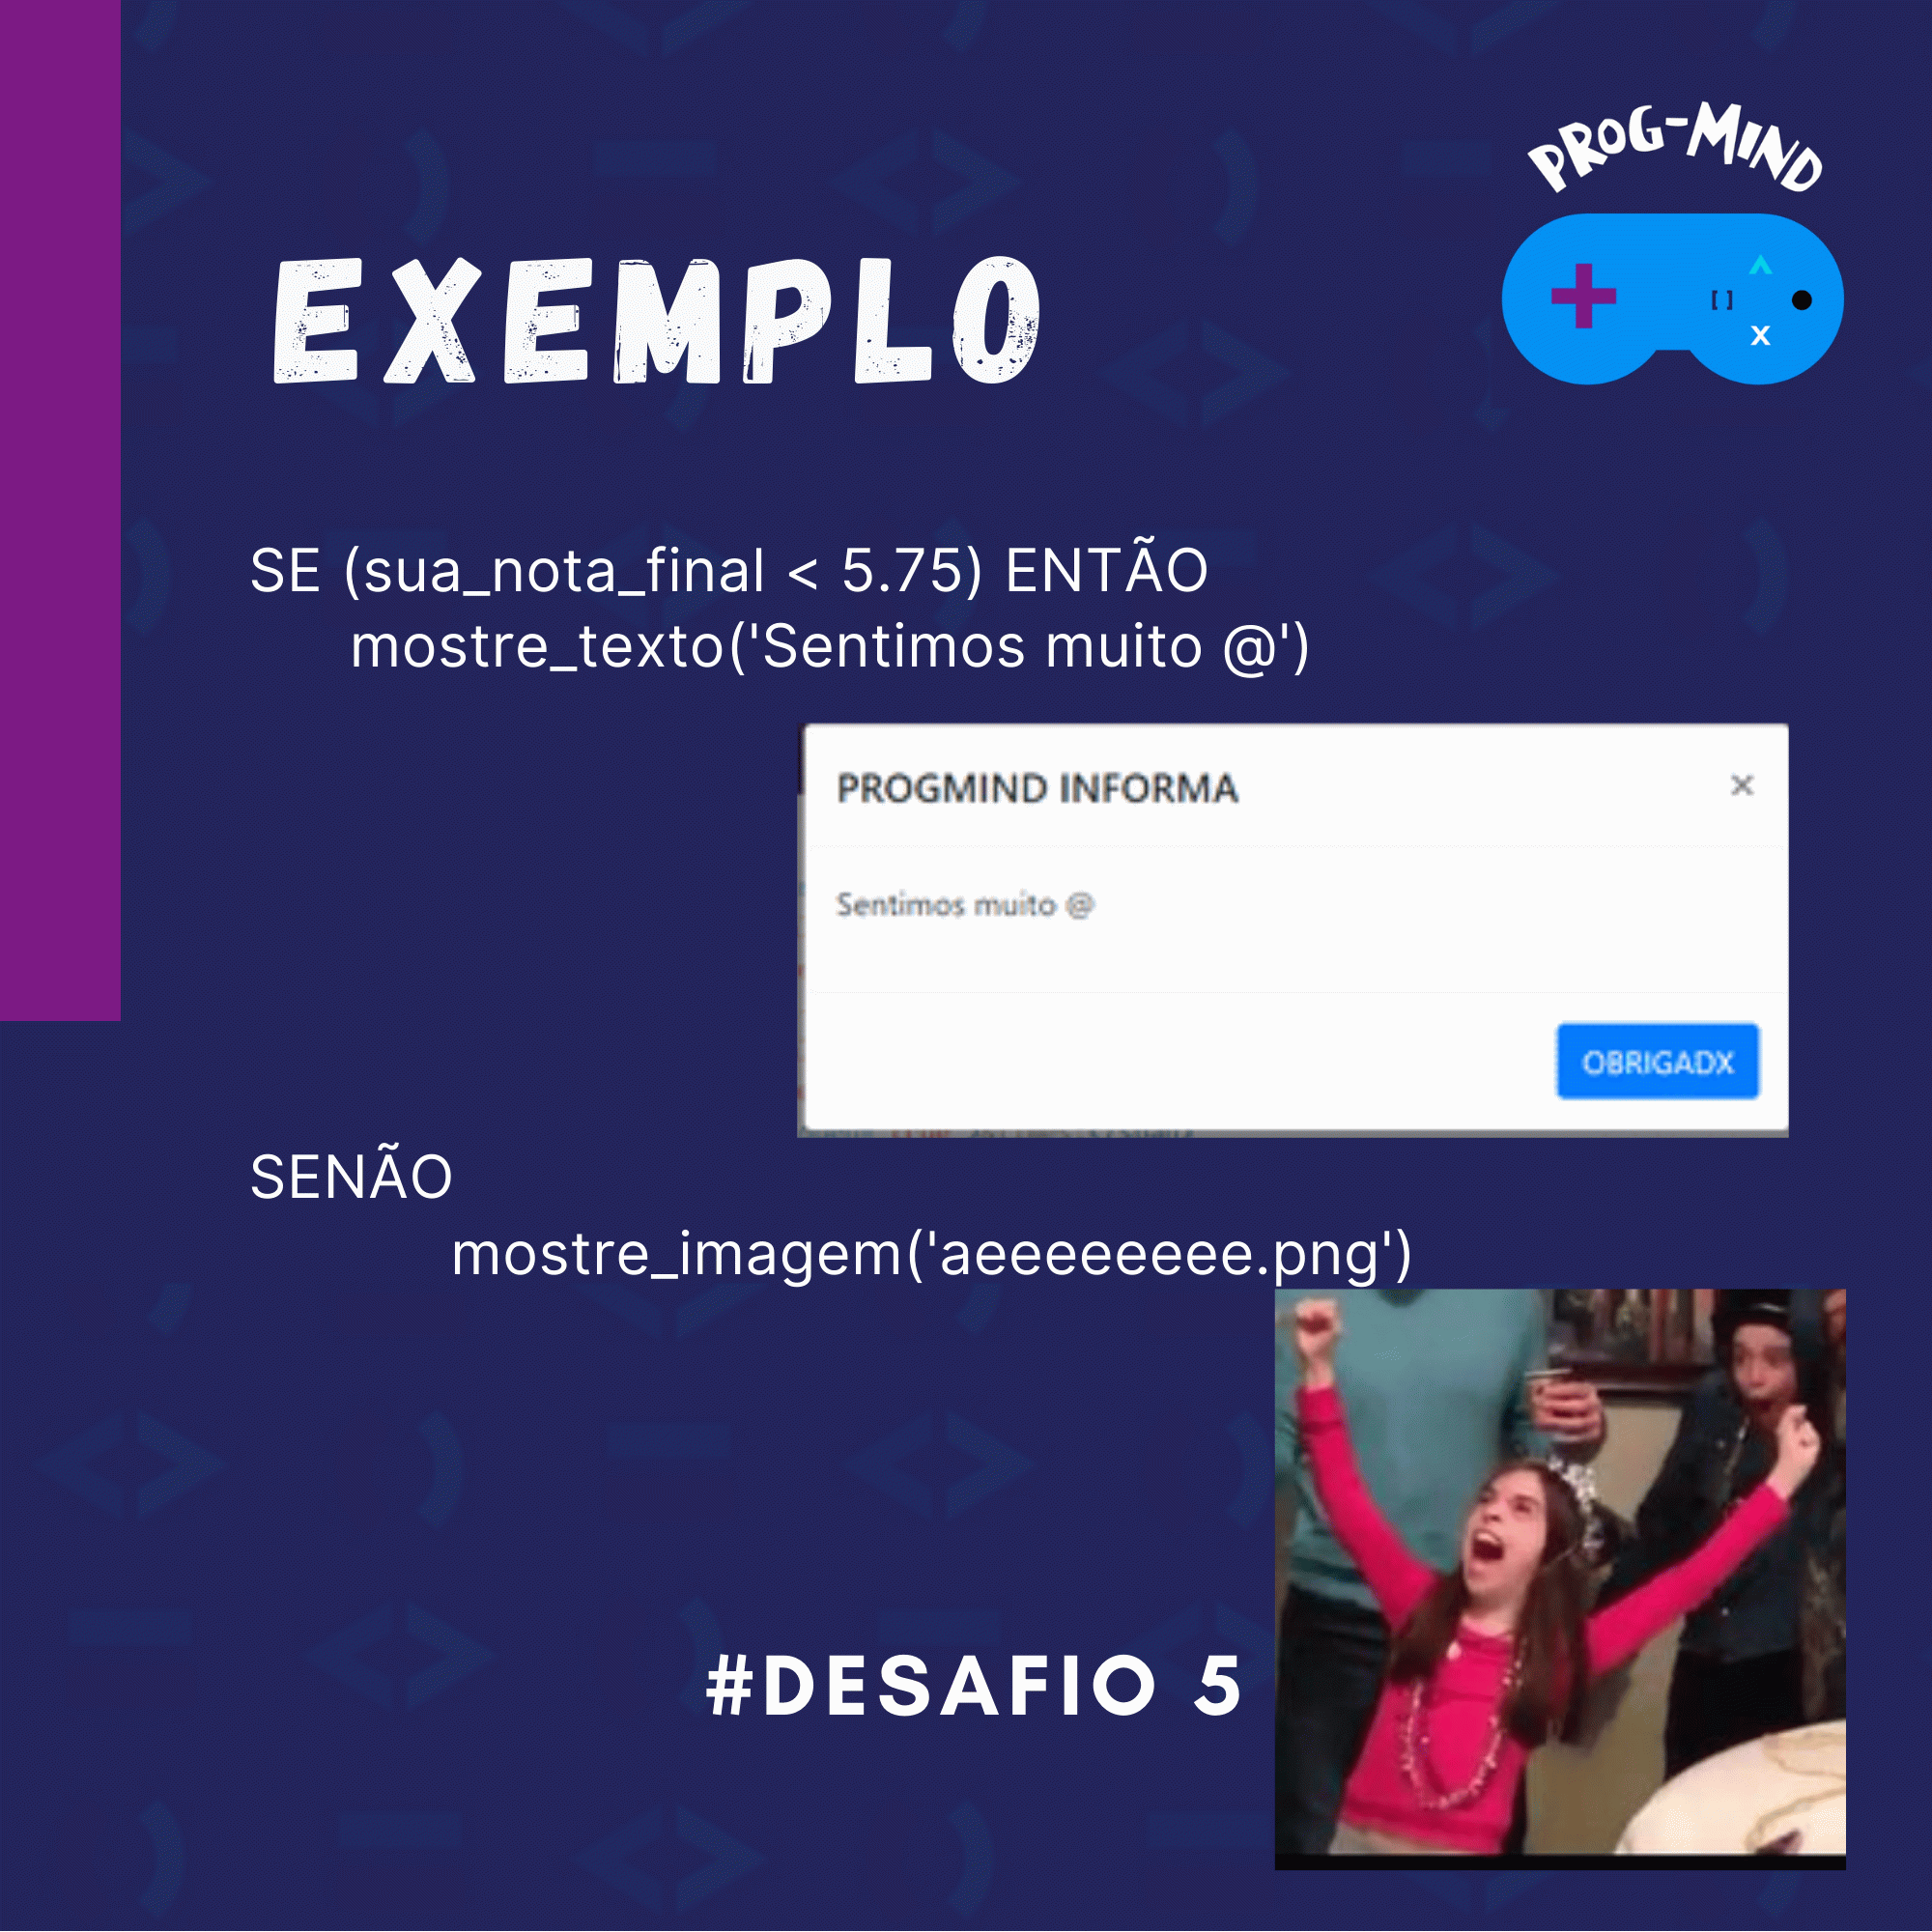 PROG-MIND
[ ]
X
EXEMPLO
SE (sua_nota_final < 5.75) ENTÃO
mostre_texto('Sentimos muito @')
PROGMIND INFORMA ×
Sentimos muito @
OBRIGADX
SENÃO
mostre_imagem('aeeeeeeee.png')
#DESAFIO 5